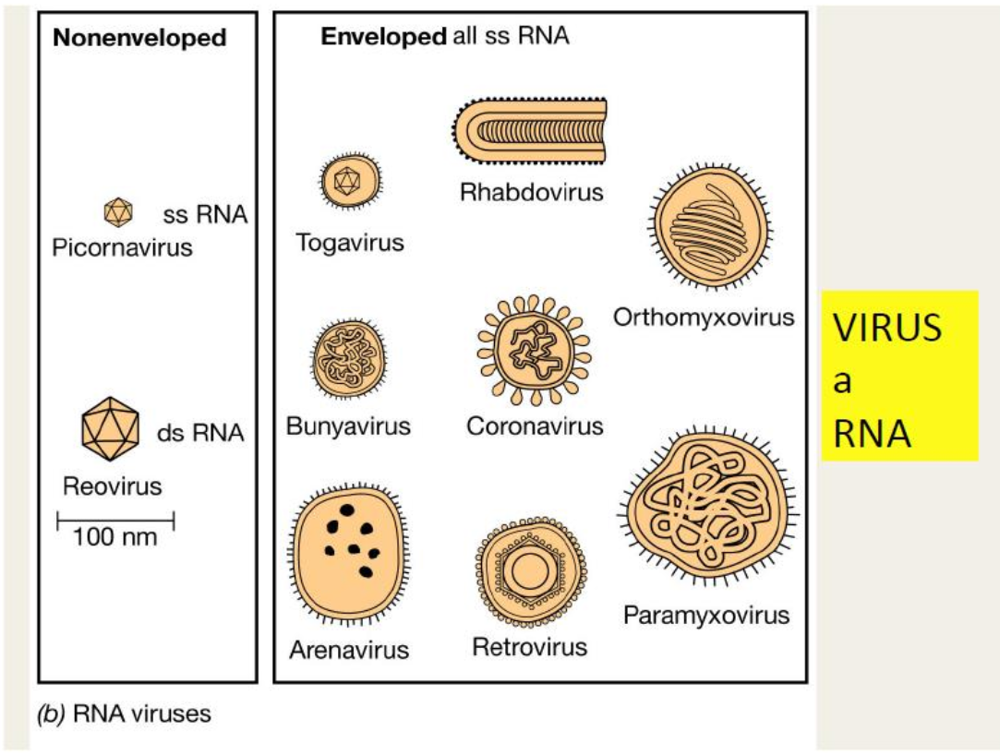 Nonenveloped
ss RNA
Picornavirus
ds RNA
Reovirus
100 nm
Enveloped all ss RNA
Rhabdovirus
Togavirus
Orthomyxovirus
Bunyavirus
Coronavirus
Arenavirus
Retrovirus
Paramyxovirus
(b) RNA viruses
VIRUS
a
RNA